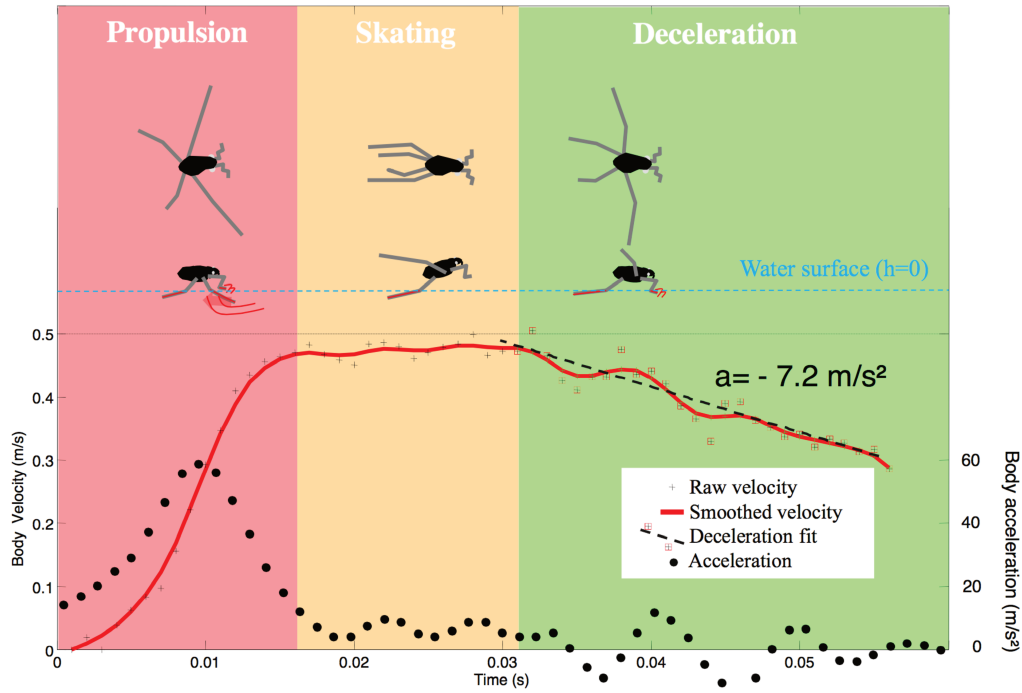 Propulsion
Skating
Deceleration
Water surface (h=0)
a= - 7.2 m/s²
Raw velocity
Smoothed velocity
Deceleration fit
Acceleration
Body Velocity (m/s)
0.5
0.4
0.3
0.2
0.1
0
60
40
20
0
Body acceleration (m/s²)
0
0.01
0.02
0.03
0.04
0.05
Time (s)